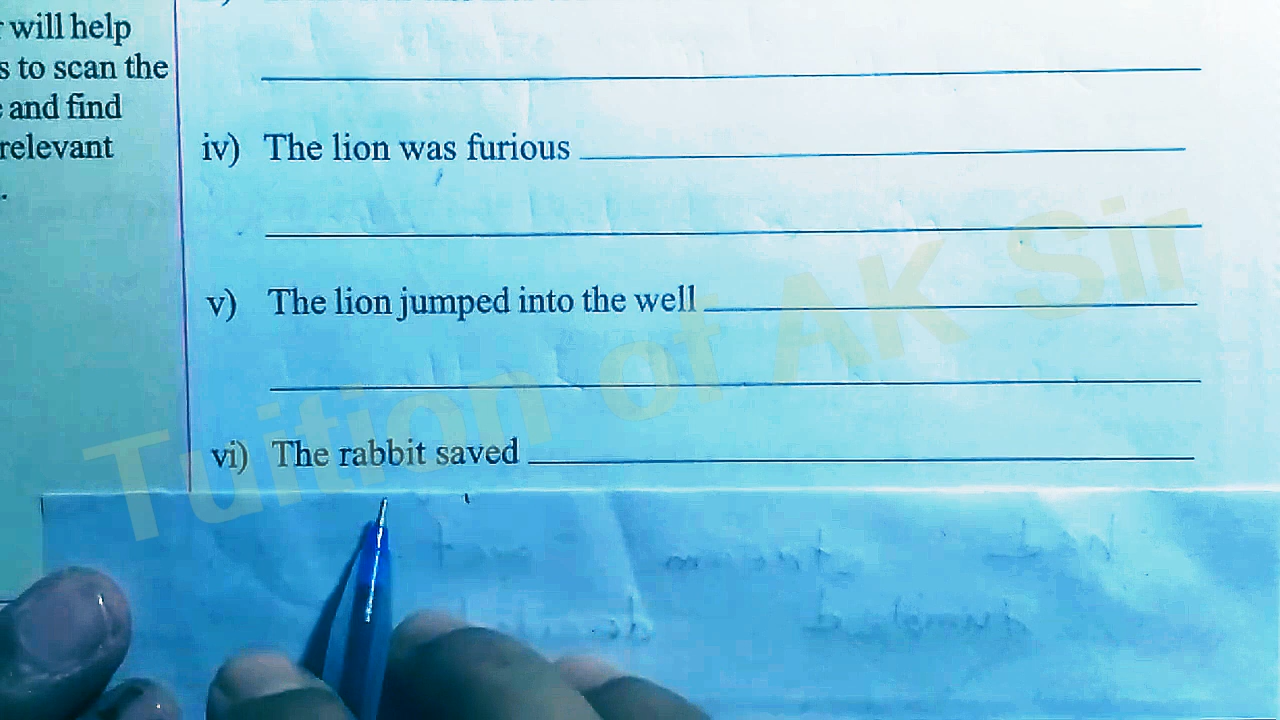 will help
s to scan the
and find
relevant
.
iv) The lion was furious
v) The lion jumped into the well
vi) The rabbit saved
Tuition of AK Sir